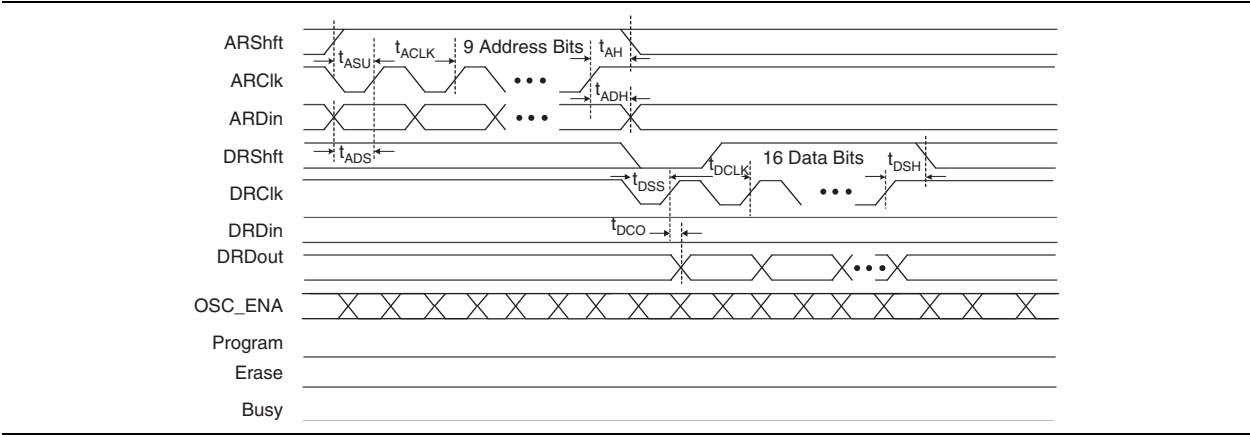 ARShft
tASU
tACLK
9 Address Bits
tAH
ARClk
tADH
ARDin
tADS
DRShft
16 Data Bits
tDCLK
tDSH
tDSS
DRClk
DRDin
tDCO
DRDout
OSC_ENA
Program
Erase
Busy